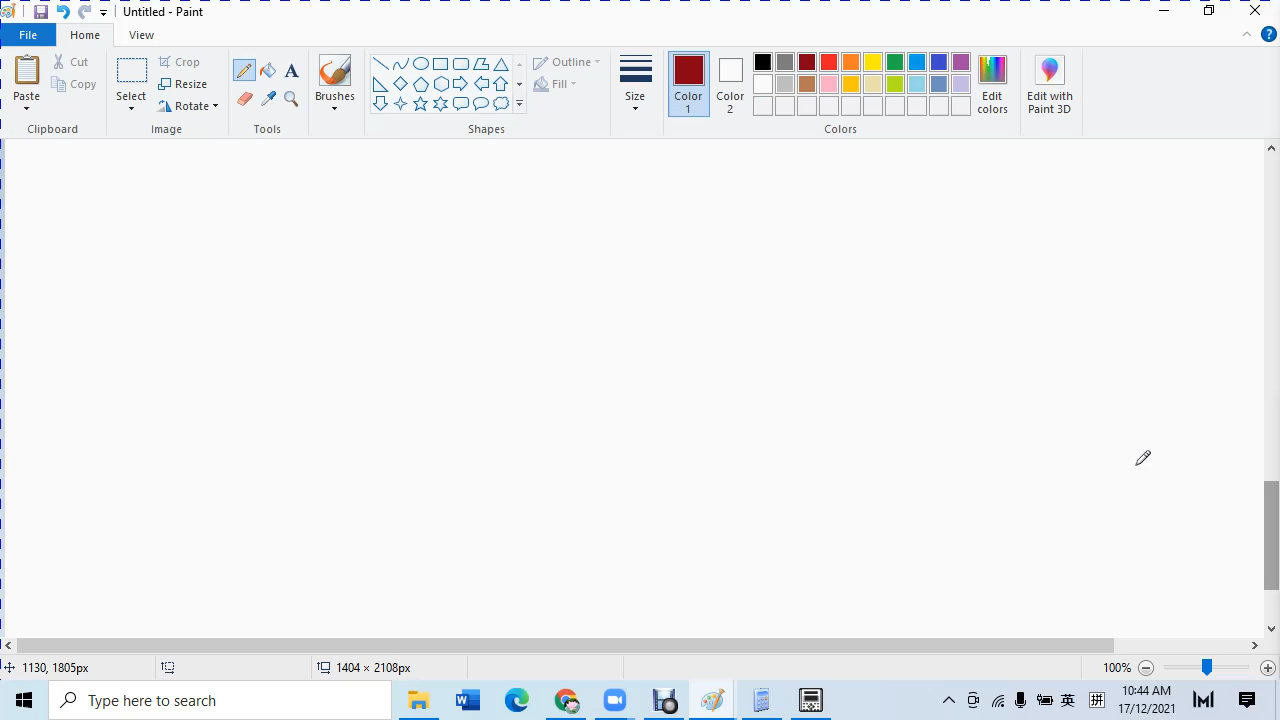 Untitled - Paint
File Home View
Paste
Cut
Copy
Clipboard
Select
Crop
Resize
Rotate
Image
A
Tools
Brushes
Shapes
Outline
Fill
Size
Color 1
Color 2
Edit colors
Colors
Edit with Paint 3D
1130, 1805px
1404 × 2108px
100%
Type here to search
英
拼
10:44 AM
17/12/2021